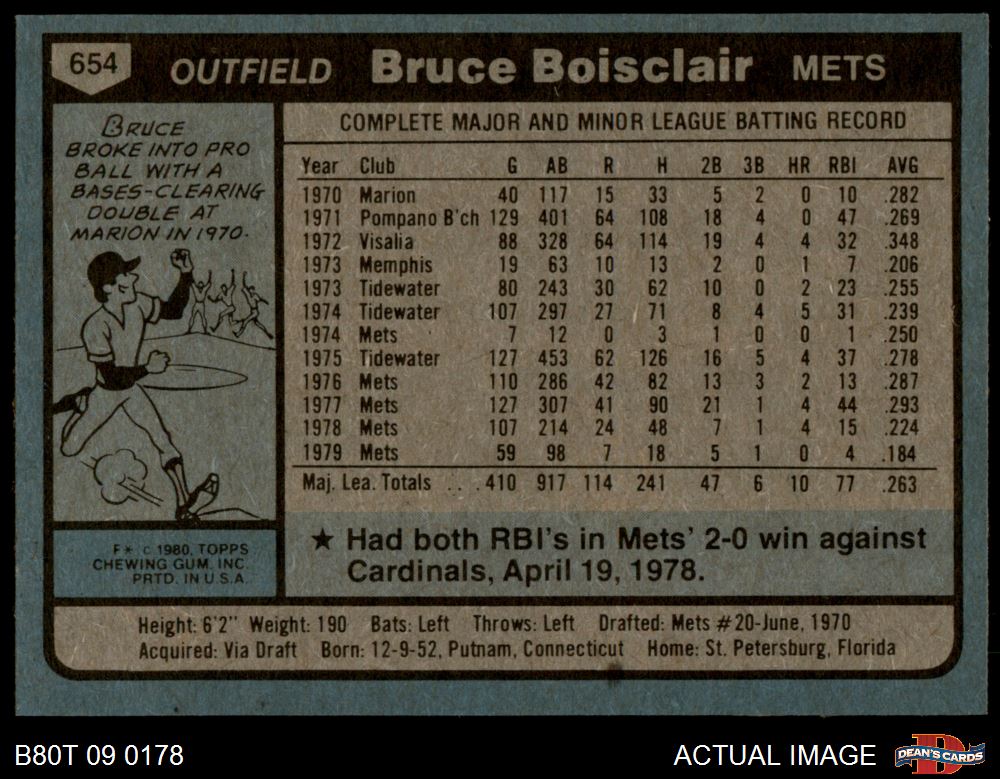 654 OUTFIELD Bruce Boisclair METS
BRUCE
BROKE INTO PRO
BALL WITH A
BASES-CLEARING
DOUBLE AT
MARION IN 1970.
COMPLETE MAJOR AND MINOR LEAGUE BATTING RECORD
Year Club G AB R H 2B 3B HR RBI AVG
1970 Marion 40 117 15 33 5 2 0 10 .282
1971 Pompano B'ch 129 401 64 108 18 4 0 47 .269
1972 Visalia 88 328 64 114 19 4 4 32 .348
1973 Memphis 19 63 10 13 2 0 1 7 .206
1973 Tidewater 80 243 30 62 10 0 2 23 .255
1974 Tidewater 107 297 27 71 8 4 5 31 .239
1974 Mets 7 12 0 3 1 0 0 1 .250
1975 Tidewater 127 453 62 126 16 5 4 37 .278
1976 Mets 110 286 42 82 13 3 2 13 .287
1977 Mets 127 307 41 90 21 1 4 44 .293
1978 Mets 107 214 24 48 7 1 4 15 .224
1979 Mets 59 98 7 18 5 1 0 4 .184
Maj. Lea. Totals . . . 410 917 114 241 47 6 10 77 .263
★ Had both RBI's in Mets' 2-0 win against
Cardinals, April 19, 1978.
F* © 1980, TOPPS
CHEWING GUM, INC.
PRTD. IN U.S.A.
Height: 6'2" Weight: 190 Bats: Left Throws: Left Drafted: Mets #20-June, 1970
Acquired: Via Draft Born: 12-9-52, Putnam, Connecticut Home: St. Petersburg, Florida
B80T 09 0178 ACTUAL IMAGE DEAN'S CARDS